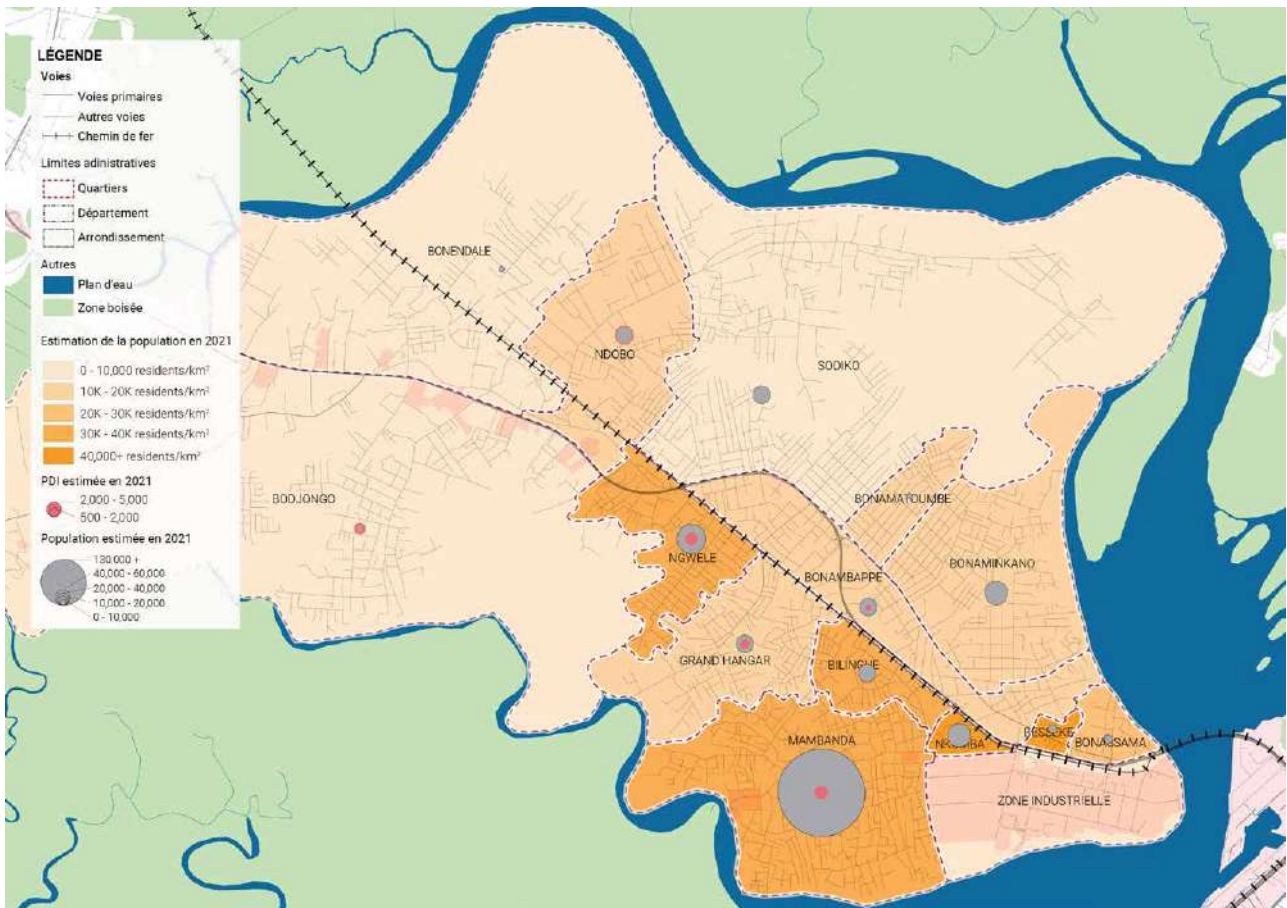 LÉGENDE
Voies
Voies primaires
Autres voies
Chemin de fer
Limites adinistratives
Quartiers
Département
Arrondissement
Autres
Plan d'eau
Zone boisée
Estimation de la population en 2021
0 - 10,000 residents/km²
10K - 20K residents/km²
20K - 30K residents/km²
30K - 40K residents/km²
40,000+ residents/km²
PDI estimée en 2021
2,000 - 5,000
500 - 2,000
Population estimée en 2021
130,000 +
40,000 - 60,000
20,000 - 40,000
10,000 - 20,000
0 - 10,000
BONENDALE
NDOBO
SODIKO
BODJONGO
BONAMATOUMBE
NGWELE
BONAMBAPPE
BONAMINKANO
GRAND HANGAR
BILINGUE
MAMBANDA
NKOMBA
BESSEKE
BONASSAMA
ZONE INDUSTRIELLE